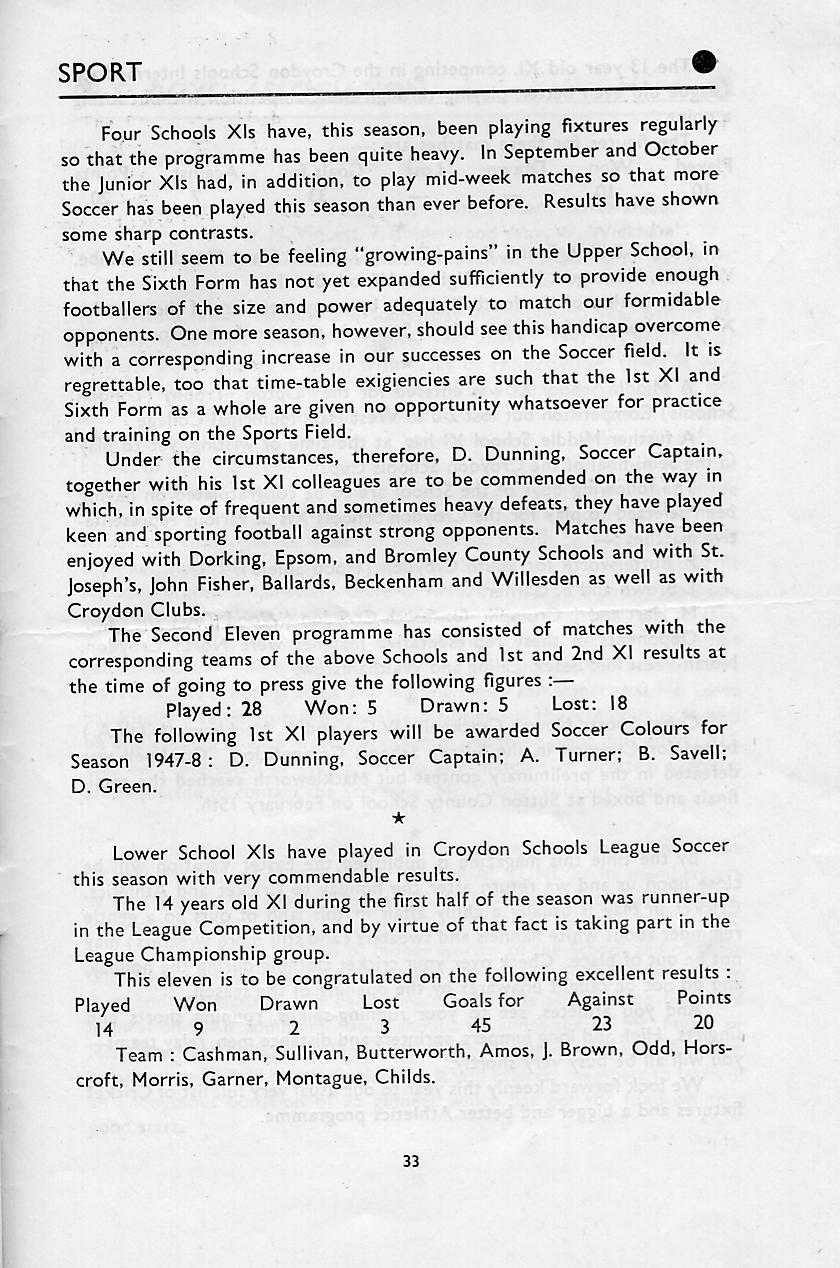 SPORT
Four Schools XIs have, this season, been playing fixtures regularly
so that the programme has been quite heavy. In September and October
the Junior XIs had, in addition, to play mid-week matches so that more
Soccer has been played this season than ever before. Results have shown
some sharp contrasts.
We still seem to be feeling “growing-pains” in the Upper School, in
that the Sixth Form has not yet expanded sufficiently to provide enough
footballers of the size and power adequately to match our formidable
opponents. One more season, however, should see this handicap overcome
with a corresponding increase in our successes on the Soccer field. It is
regrettable, too that time-table exigiencies are such that the 1st XI and
Sixth Form as a whole are given no opportunity whatsoever for practice
and training on the Sports Field.
Under the circumstances, therefore, D. Dunning, Soccer Captain,
together with his 1st XI colleagues are to be commended on the way in
which, in spite of frequent and sometimes heavy defeats, they have played
keen and sporting football against strong opponents. Matches have been
enjoyed with Dorking, Epsom, and Bromley County Schools and with St.
Joseph's, John Fisher, Ballards, Beckenham and Willesden as well as with
Croydon Clubs.
The Second Eleven programme has consisted of matches with the
corresponding teams of the above Schools and 1st and 2nd XI results at
the time of going to press give the following figures :—
Played : 28 Won: 5 Drawn: 5 Lost: 18
The following 1st XI players will be awarded Soccer Colours for
Season 1947-8 : D. Dunning, Soccer Captain; A. Turner; B. Savell;
D. Green.
Lower School XIs have played in Croydon Schools League Soccer
this season with very commendable results.
The 14 years old XI during the first half of the season was runner-up
in the League Competition, and by virtue of that fact is taking part in the
League Championship group.
This eleven is to be congratulated on the following excellent results :
Played Won Drawn Lost Goals for Against Points
14 9 2 3 45 23 20
Team : Cashman, Sullivan, Butterworth, Amos, J. Brown, Odd, Hors-
croft, Morris, Garner, Montague, Childs.
33